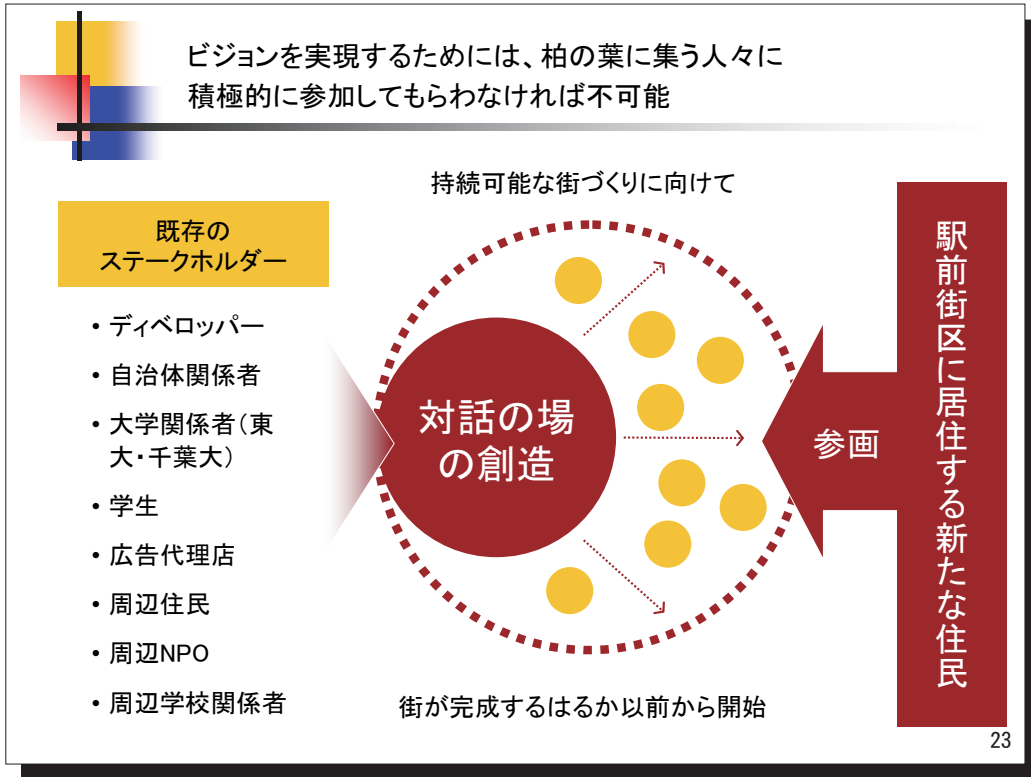 ビジョンを実現するためには、柏の葉に集う人々に
積極的に参加してもらわなければ不可能
持続可能な街づくりに向けて
既存の
ステークホルダー
• ディベロッパー
• 自治体関係者
• 大学関係者（東
大・千葉大）
• 学生
• 広告代理店
• 周辺住民
• 周辺NPO
• 周辺学校関係者
対話の場
の創造
参画
駅前街区に居住する新たな住民
街が完成するはるか以前から開始
23